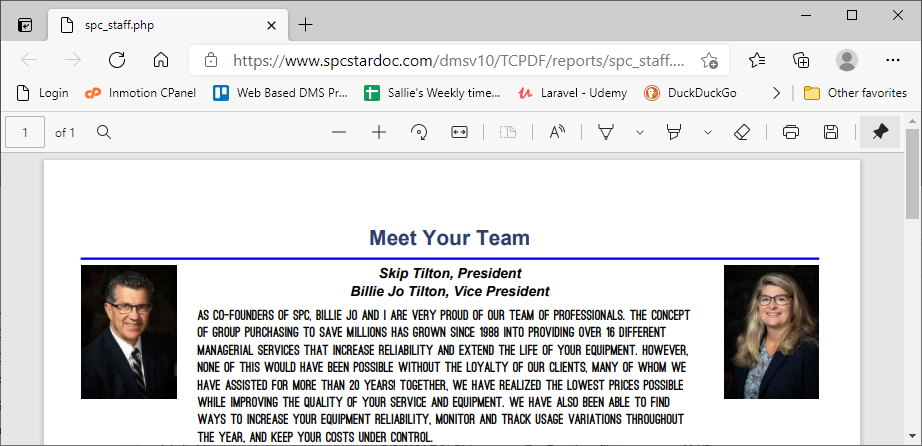 spc_staff.php
https://www.spcstardoc.com/dmsv10/TCPDF/reports/spc_staff....
Login
Inmotion CPanel
Web Based DMS Pr...
Sallie's Weekly time...
Laravel - Udemy
DuckDuckGo
Other favorites
1 of 1
Meet Your Team
Skip Tilton, President
Billie Jo Tilton, Vice President
AS CO-FOUNDERS OF SPC, BILLIE JO AND I ARE VERY PROUD OF OUR TEAM OF PROFESSIONALS. THE CONCEPT
OF GROUP PURCHASING TO SAVE MILLIONS HAS GROWN SINCE 1988 INTO PROVIDING OVER 16 DIFFERENT
MANAGERIAL SERVICES THAT INCREASE RELIABILITY AND EXTEND THE LIFE OF YOUR EQUIPMENT. HOWEVER,
NONE OF THIS WOULD HAVE BEEN POSSIBLE WITHOUT THE LOYALTY OF OUR CLIENTS, MANY OF WHOM WE
HAVE ASSISTED FOR MORE THAN 20 YEARS! TOGETHER, WE HAVE REALIZED THE LOWEST PRICES POSSIBLE
WHILE IMPROVING THE QUALITY OF YOUR SERVICE AND EQUIPMENT. WE HAVE ALSO BEEN ABLE TO FIND
WAYS TO INCREASE YOUR EQUIPMENT RELIABILITY, MONITOR AND TRACK USAGE VARIATIONS THROUGHOUT
THE YEAR, AND KEEP YOUR COSTS UNDER CONTROL.